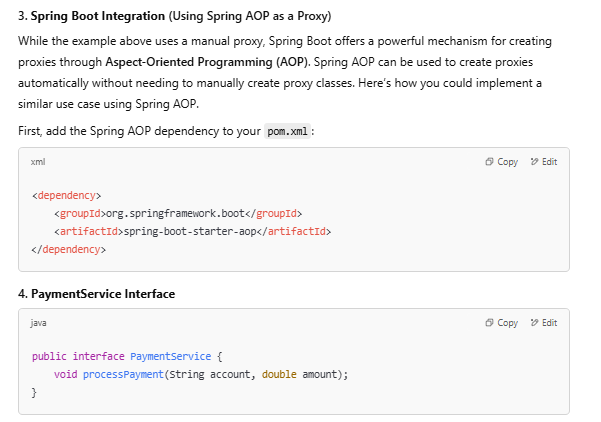 3. Spring Boot Integration (Using Spring AOP as a Proxy)
While the example above uses a manual proxy, Spring Boot offers a powerful mechanism for creating
proxies through Aspect-Oriented Programming (AOP). Spring AOP can be used to create proxies
automatically without needing to manually create proxy classes. Here's how you could implement a
similar use case using Spring AOP.
First, add the Spring AOP dependency to your pom.xml:
xml Copy Edit
<dependency>
    <groupId>org.springframework.boot</groupId>
    <artifactId>spring-boot-starter-aop</artifactId>
</dependency>
4. PaymentService Interface
java Copy Edit
public interface PaymentService {
    void processPayment(String account, double amount);
}